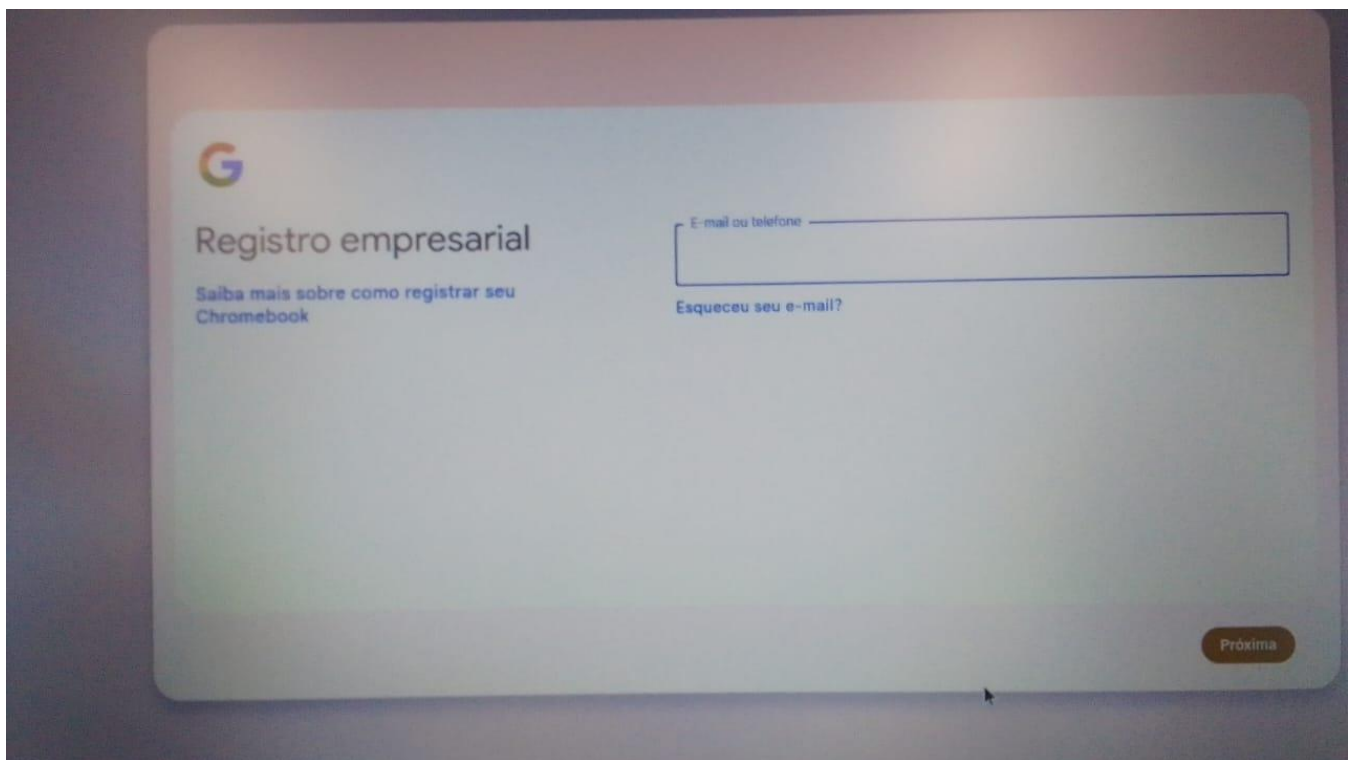 G
Registro empresarial
Saiba mais sobre como registrar seu
Chromebook
E-mail ou telefone
Esqueceu seu e-mail?
Próxima